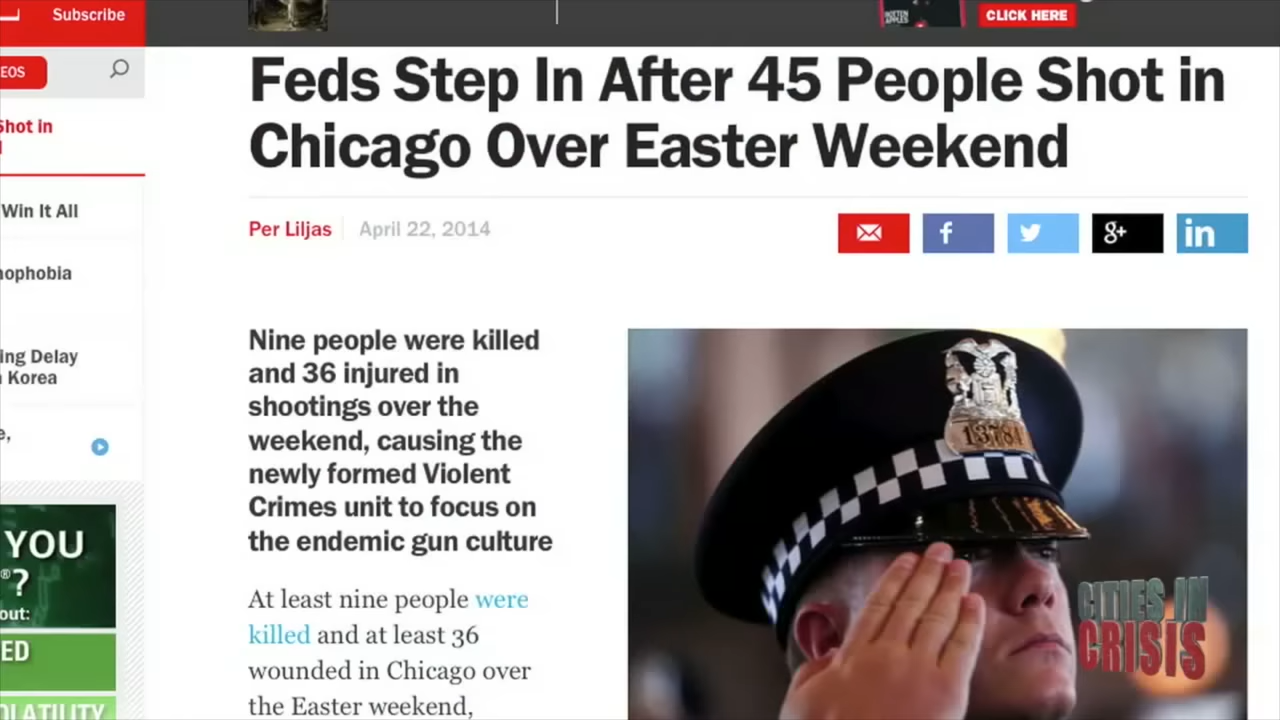 Subscribe
CLICK HERE
EOS
Shot in
Win It All
nophobia
ing Delay
Korea
e,
YOU
®?
out:
ED
OLATILITY
Feds Step In After 45 People Shot in
Chicago Over Easter Weekend
Per Liljas
April 22, 2014
f
g+
in
Nine people were killed
and 36 injured in
shootings over the
weekend, causing the
newly formed Violent
Crimes unit to focus on
the endemic gun culture
At least nine people were
killed and at least 36
wounded in Chicago over
the Easter weekend,
13784
CITIES IN
CRISIS